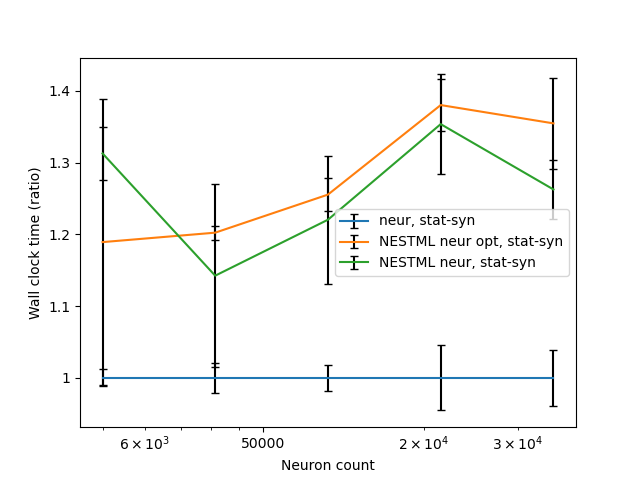 1.4
1.3
1.2
1.1
1
Wall clock time (ratio)
neur, stat-syn
NESTML neur opt, stat-syn
NESTML neur, stat-syn
6 × 10³
50000
2 × 10⁴
3 × 10⁴
Neuron count